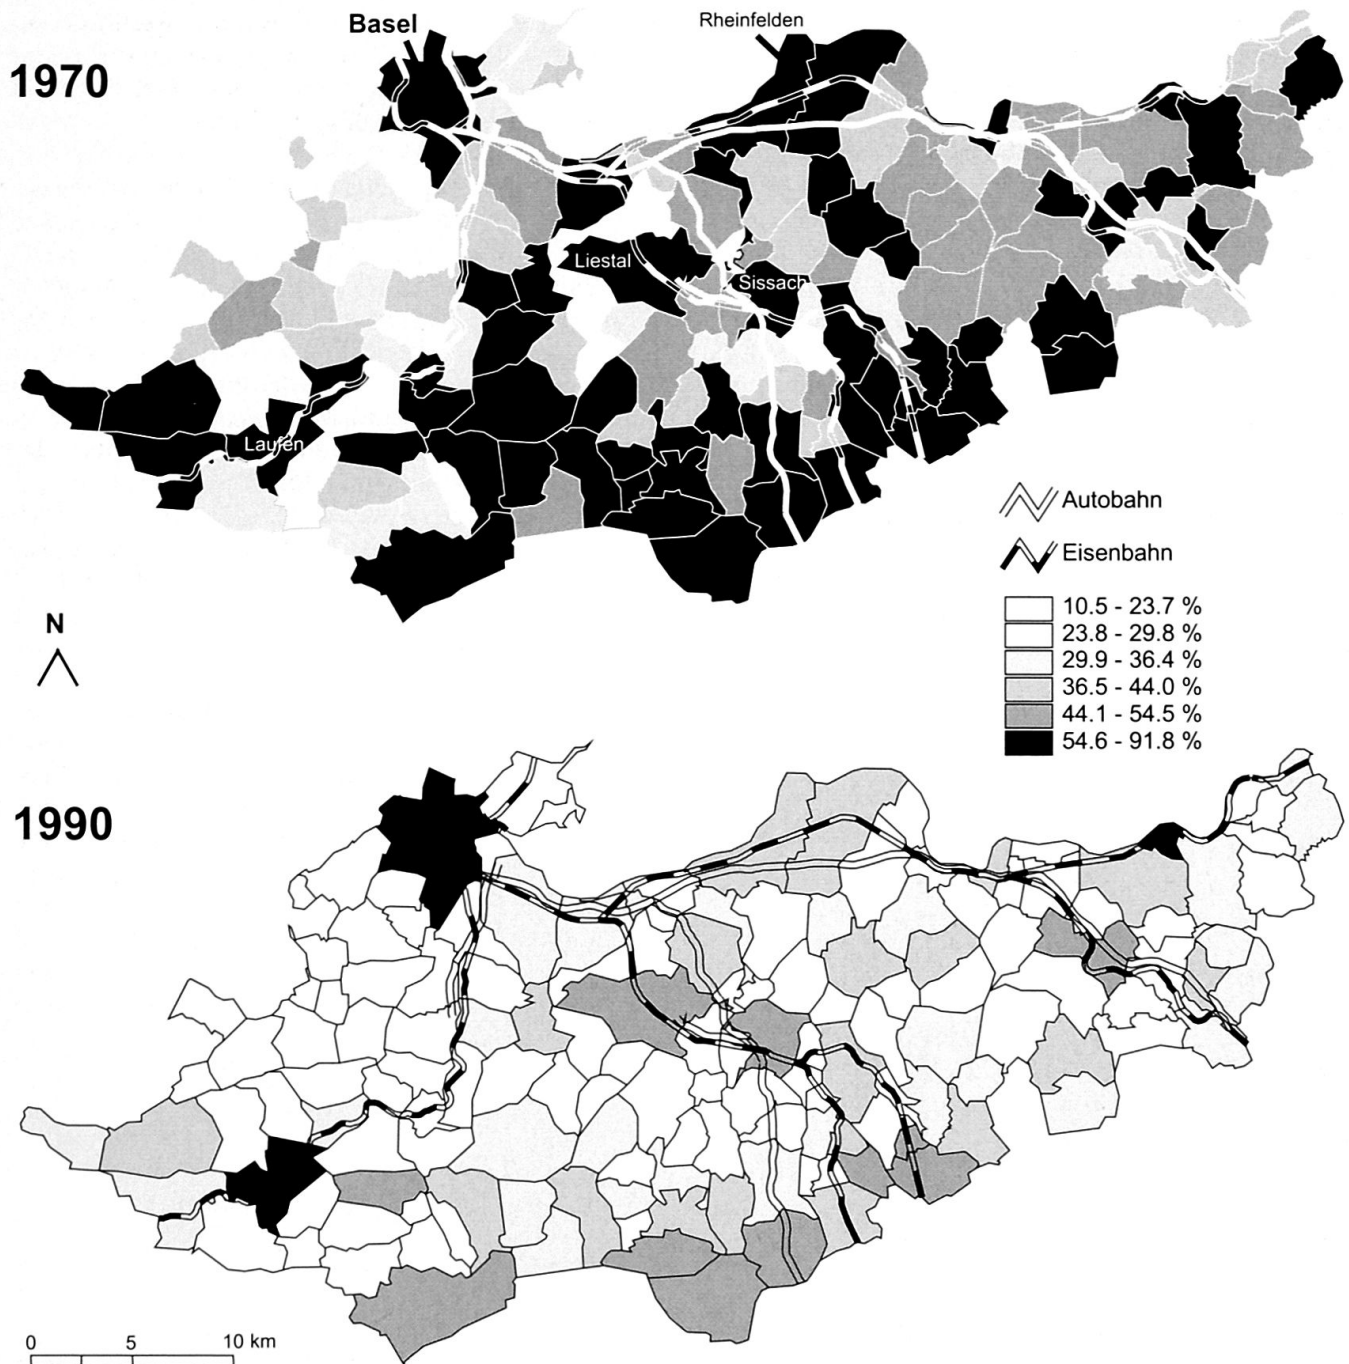 Basel
Rheinfelden
1970
Liestal
Sissach
Laufen
Autobahn
Eisenbahn
N
10.5 - 23.7 %
23.8 - 29.8 %
29.9 - 36.4 %
36.5 - 44.0 %
44.1 - 54.5 %
54.6 - 91.8 %
1990
0 5 10 km